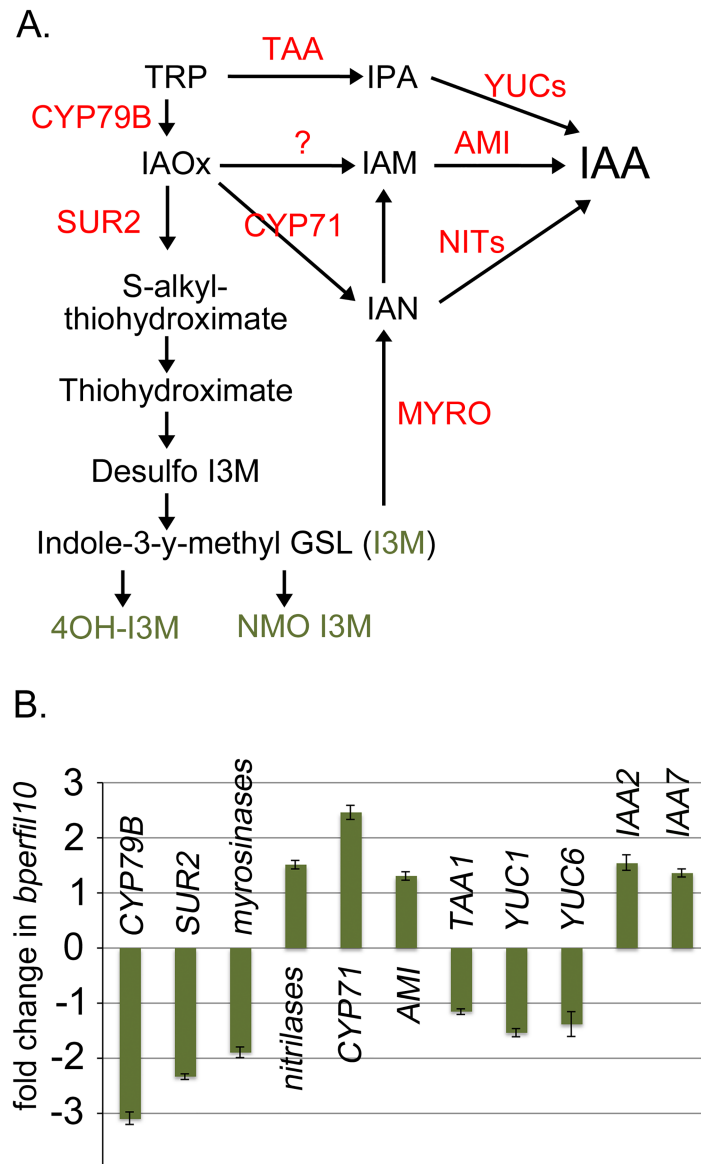 A.
TAA
TRP IPA
YUCs
CYP79B
? AMI
IAOx IAM IAA
SUR2 CYP71
NITs
S-alkyl-
thiohydroximate
IAN
Thiohydroximate
MYRO
Desulfo I3M
Indole-3-y-methyl GSL (I3M)
4OH-I3M NMO I3M
B.
fold change in bperfil10
3
2
1
0
-1
-2
-3
CYP79B
SUR2
myrosinases
nitrilases
CYP71
AMI
TAA1
YUC1
YUC6
IAA2
IAA7